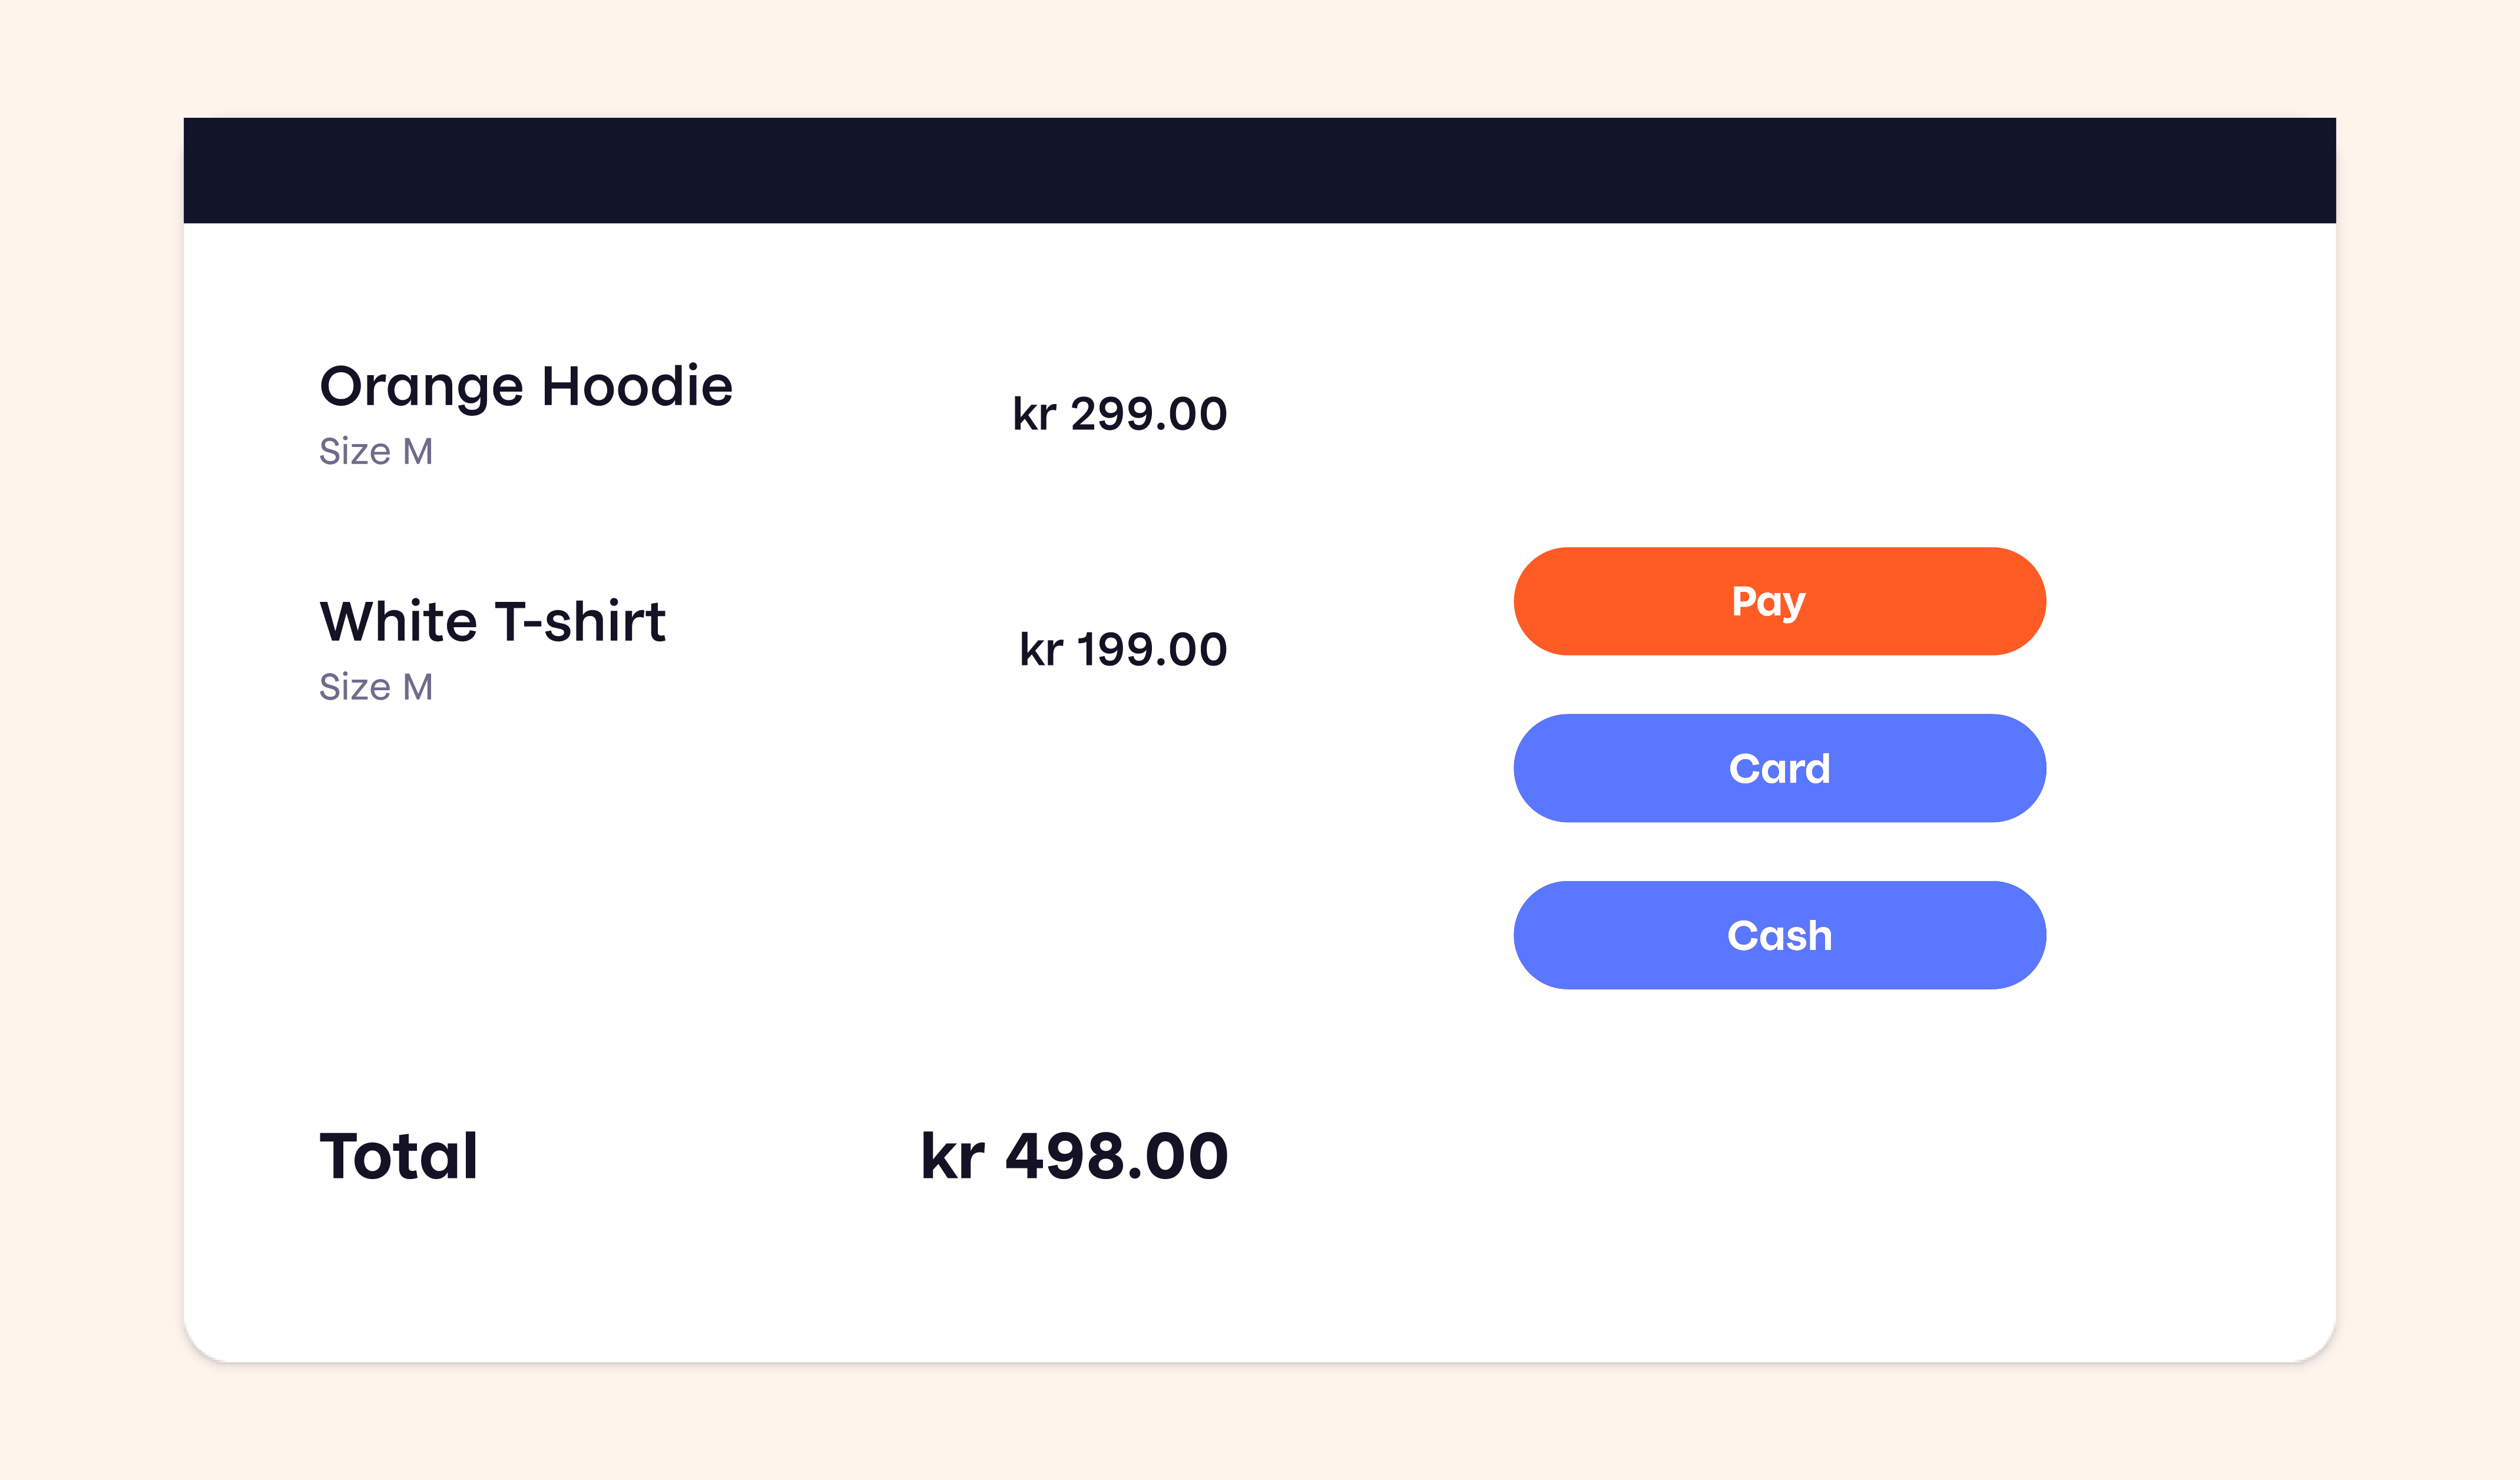 Orange Hoodie
Size M
kr 299.00
White T-shirt
Size M
kr 199.00
Total
kr 498.00
Pay
Card
Cash